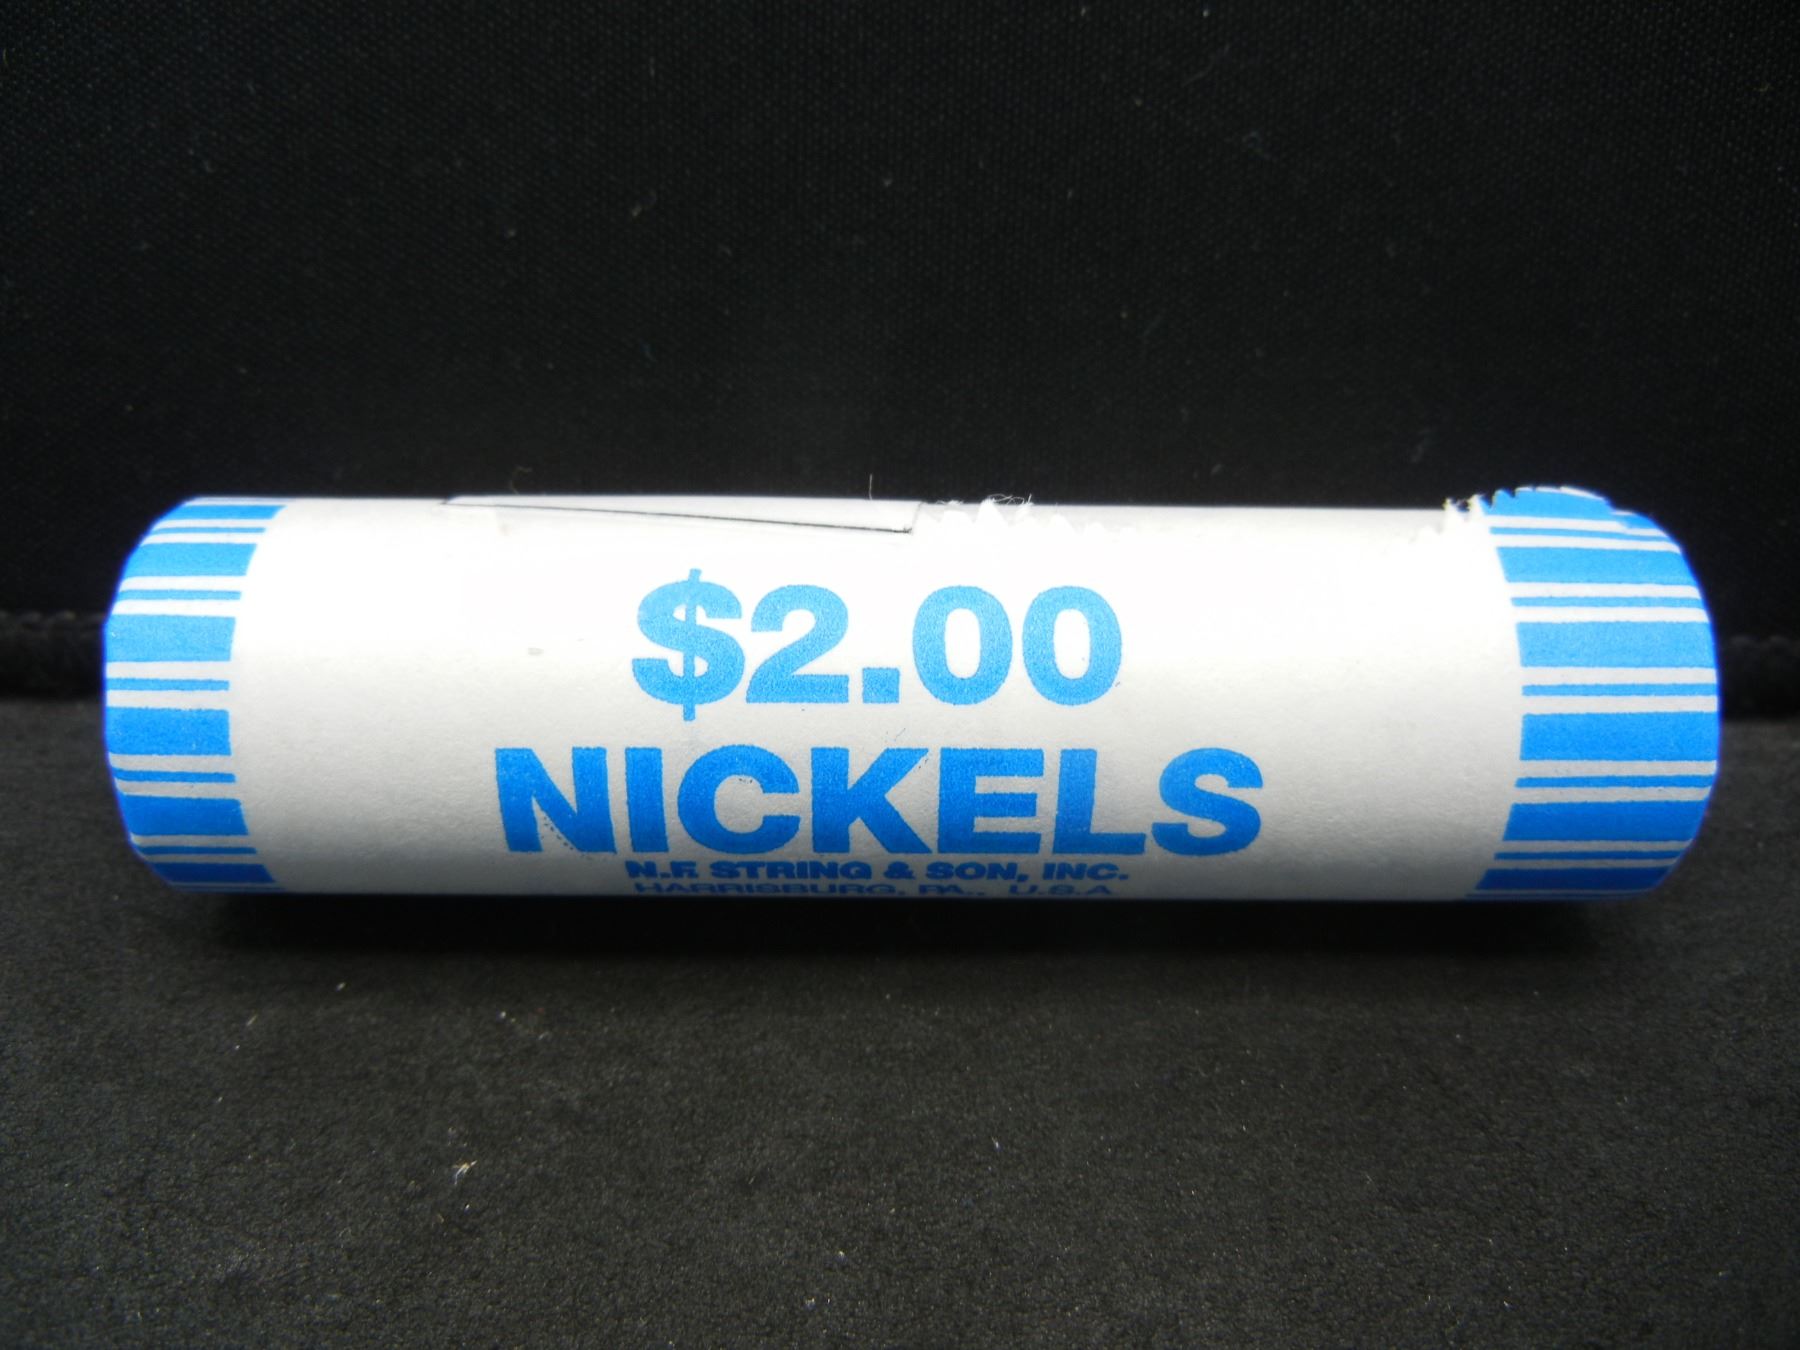 $2.00
NICKELS
N.F. STRING & SON, INC.
HARRISBURG, PA., U.S.A